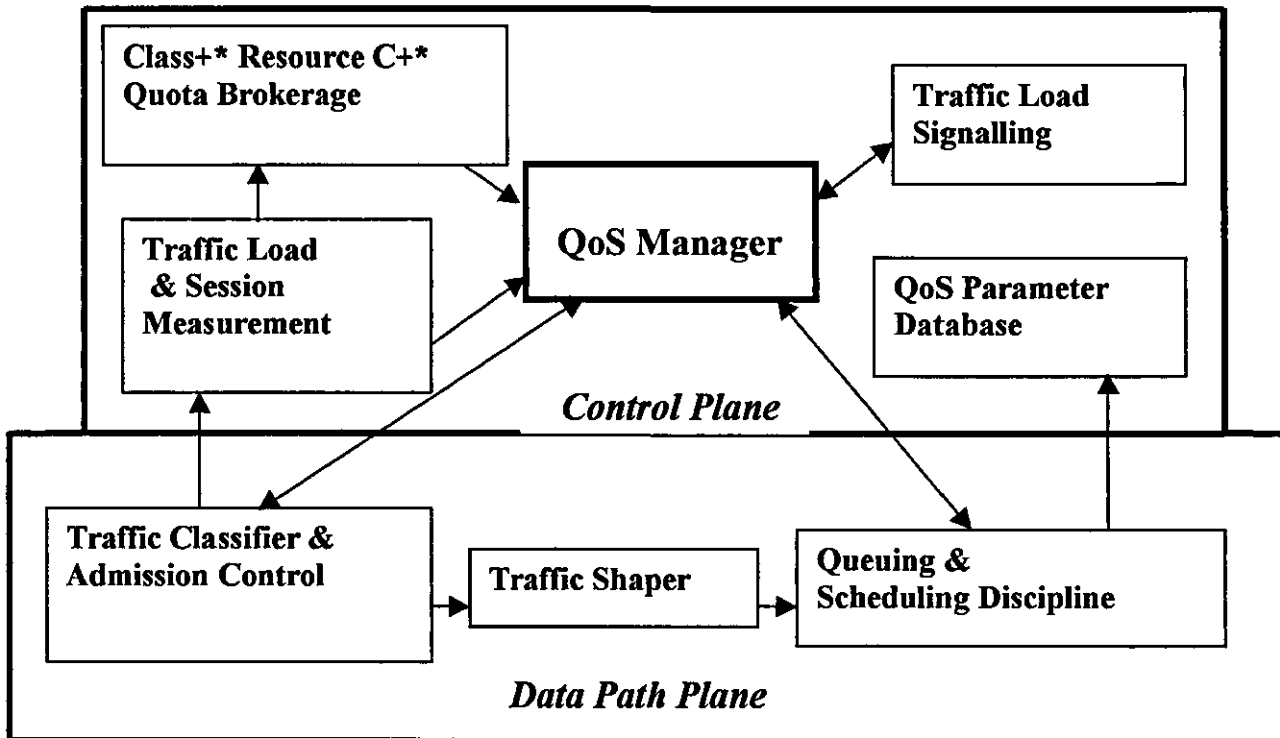 Class+* Resource C+*
Quota Brokerage
Traffic Load
Signalling
QoS Manager
Traffic Load
& Session
Measurement
QoS Parameter
Database
Control Plane
Traffic Classifier &
Admission Control
Traffic Shaper
Queuing &
Scheduling Discipline
Data Path Plane